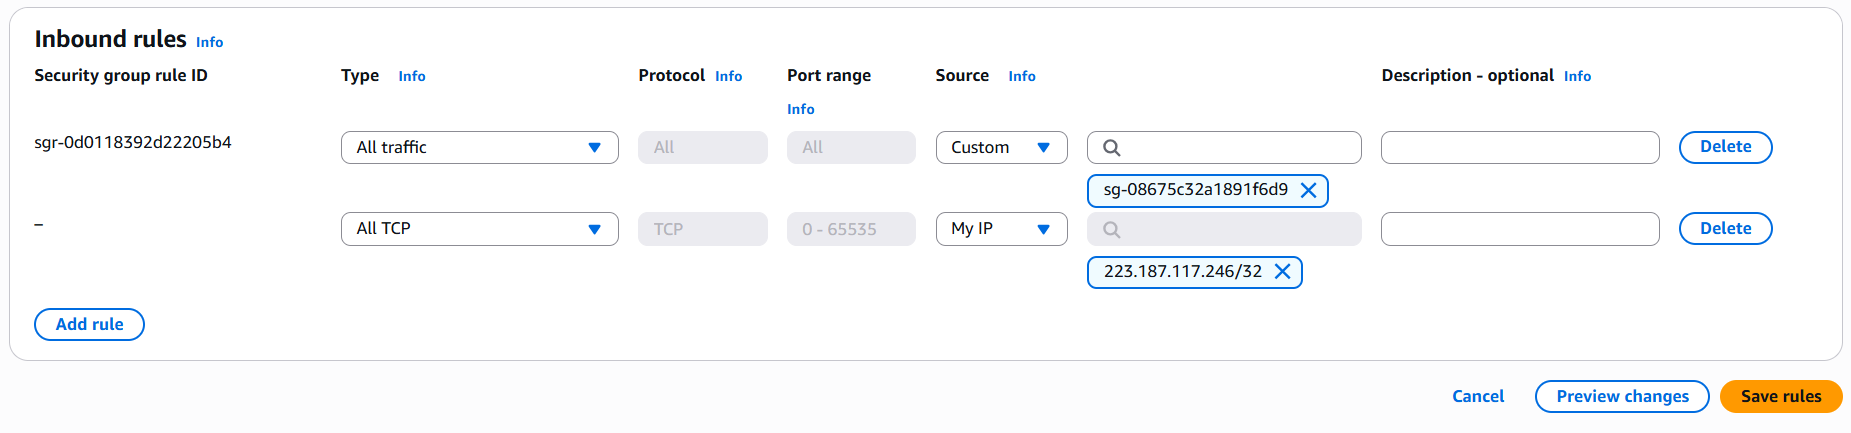 Inbound rules Info
Security group rule ID Type Info Protocol Info Port range Info Source Info Description - optional Info
sgr-0d0118392d22205b4 All traffic All All Custom Delete
sg-08675c32a1891f6d9
– All TCP TCP 0 - 65535 My IP Delete
223.187.117.246/32
Add rule
Cancel Preview changes Save rules